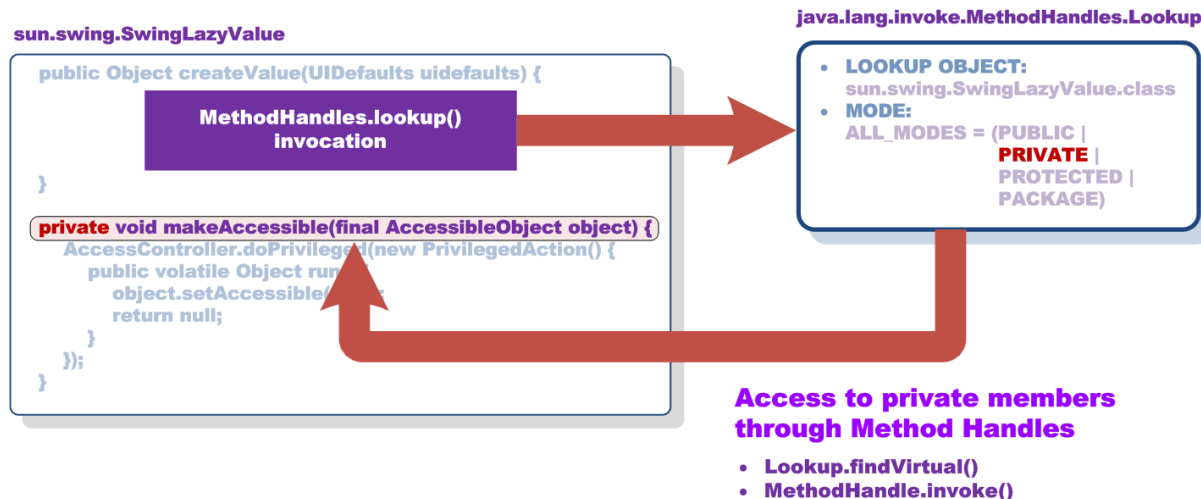 sun.swing.SwingLazyValue
public Object createValue(UIDefaults uidefaults) {
MethodHandles.lookup()
invocation
}
private void makeAccessible(final AccessibleObject object) {
AccessController.doPrivileged(new PrivilegedAction() {
public volatile Object run
object.setAccessible(
return null;
}
});
}
java.lang.invoke.MethodHandles.Lookup
• LOOKUP OBJECT:
sun.swing.SwingLazyValue.class
• MODE:
ALL_MODES = (PUBLIC |
PRIVATE |
PROTECTED |
PACKAGE)
Access to private members
through Method Handles
• Lookup.findVirtual()
• MethodHandle.invoke()